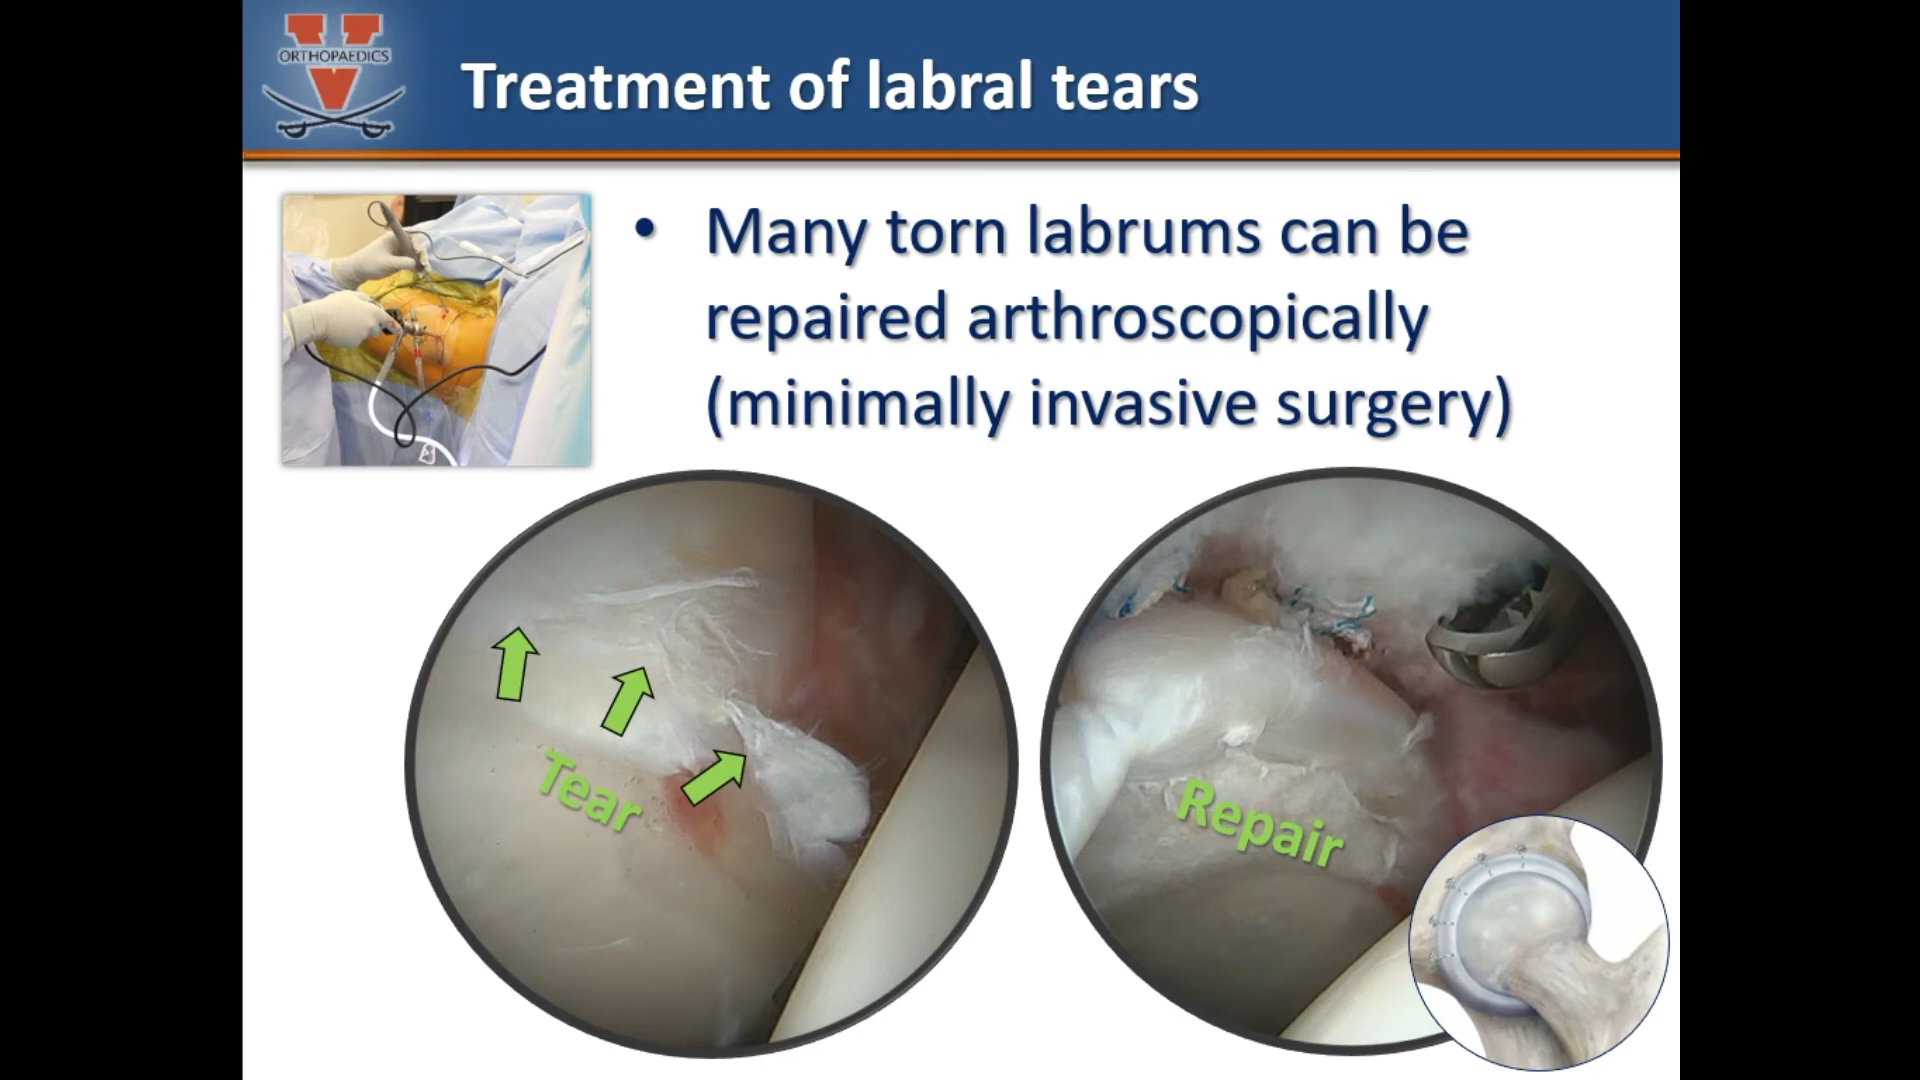 ORTHOPAEDICS
Treatment of labral tears
• Many torn labrums can be
repaired arthroscopically
(minimally invasive surgery)
Tear
Repair